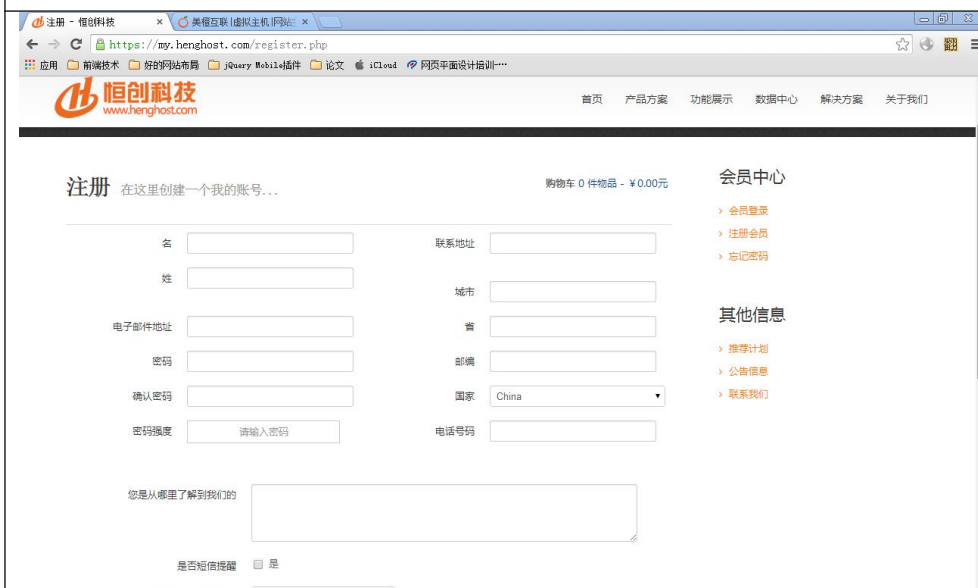 注册 - 恒创科技 × 美橙互联|虚拟主机|网站 ×
https://my.henghost.com/register.php
应用 前端技术 好的网站布局 jQuery Mobile插件 论文 iCloud 网页平面设计培训一…
恒创科技
www.henghost.com
首页 产品方案 功能展示 数据中心 解决方案 关于我们
注册 在这里创建一个我的账号...
购物车 0 件物品 - ¥0.00元
名
姓
电子邮件地址
密码
确认密码
密码强度 请输入密码
联系地址
城市
省
邮编
国家 China
电话号码
您是从哪里了解到我们的
是否短信提醒 是
会员中心
› 会员登录
› 注册会员
› 忘记密码
其他信息
› 推荐计划
› 公告信息
› 联系我们